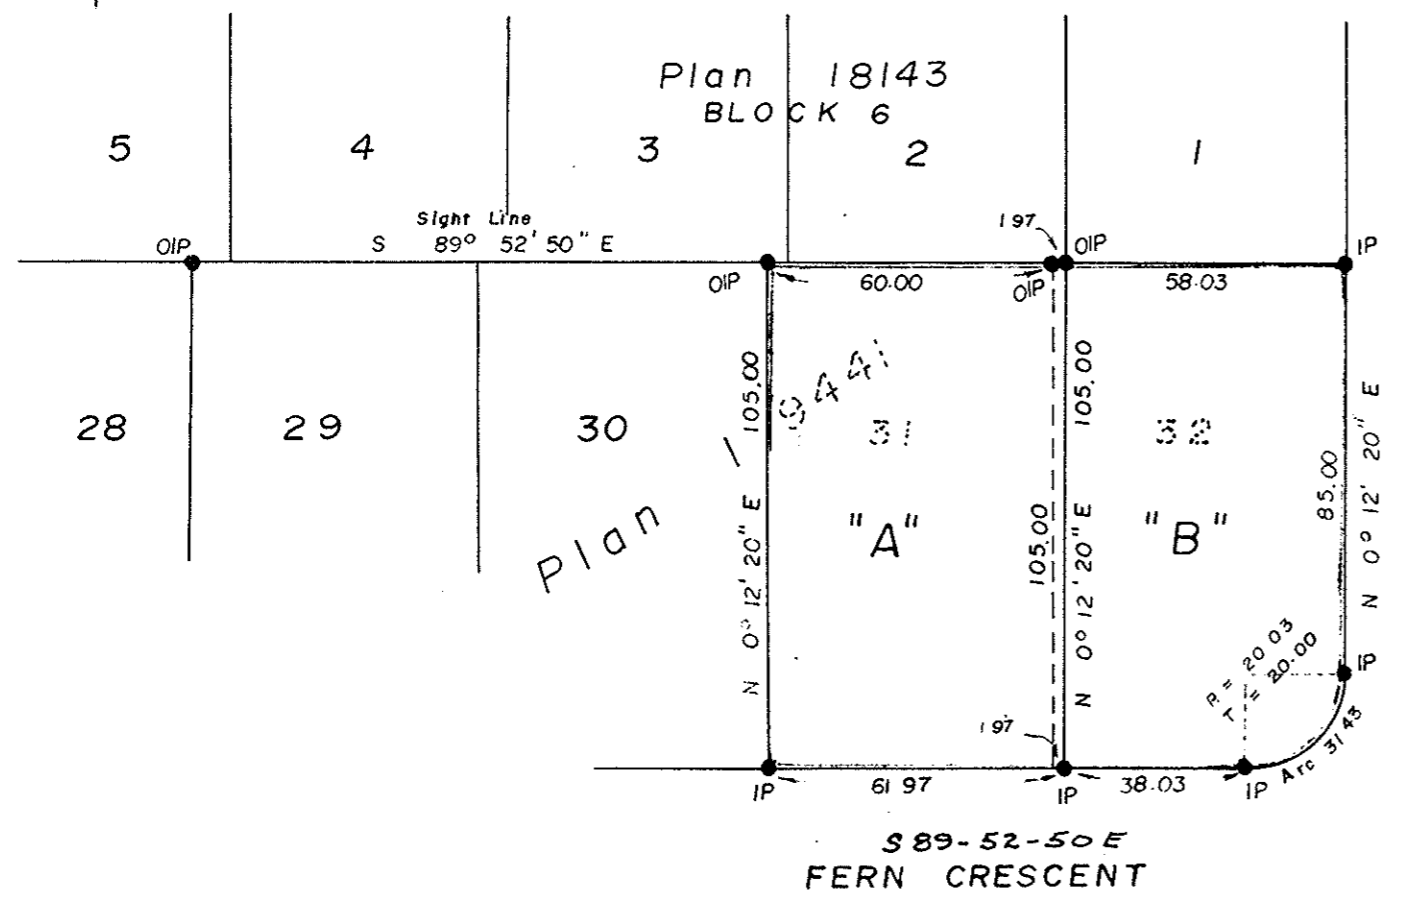 Plan 18143
BLOCK 6
5 4 3 2 1
Sight Line
S 89° 52' 50" E
OIP
OIP
60.00
OIP
1 97
OIP
58.03
IP
28 29 30
Plan 19441
31
32
"A"
"B"
105.00
N 0° 12' 20" E
105.00
105.00
N 0° 12' 20" E
85.00
N 0° 12' 20" E
R = 20 03
T = 20.00
IP
Arc 31 43
1 97
IP
61 97
IP
38.03
IP
S 89-52-50 E
FERN CRESCENT